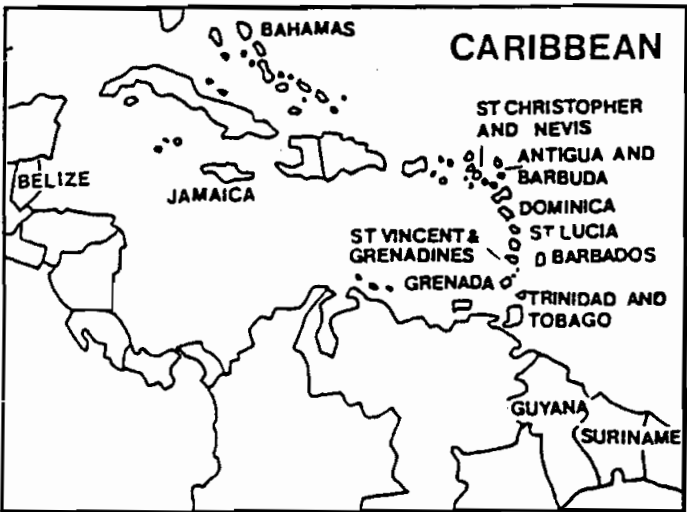 BAHAMAS
CARIBBEAN
ST CHRISTOPHER
AND NEVIS
ANTIGUA AND
BARBUDA
BELIZE
JAMAICA
DOMINICA
ST LUCIA
ST VINCENT &
GRENADINES
BARBADOS
GRENADA
TRINIDAD AND
TOBAGO
GUYANA
SURINAME